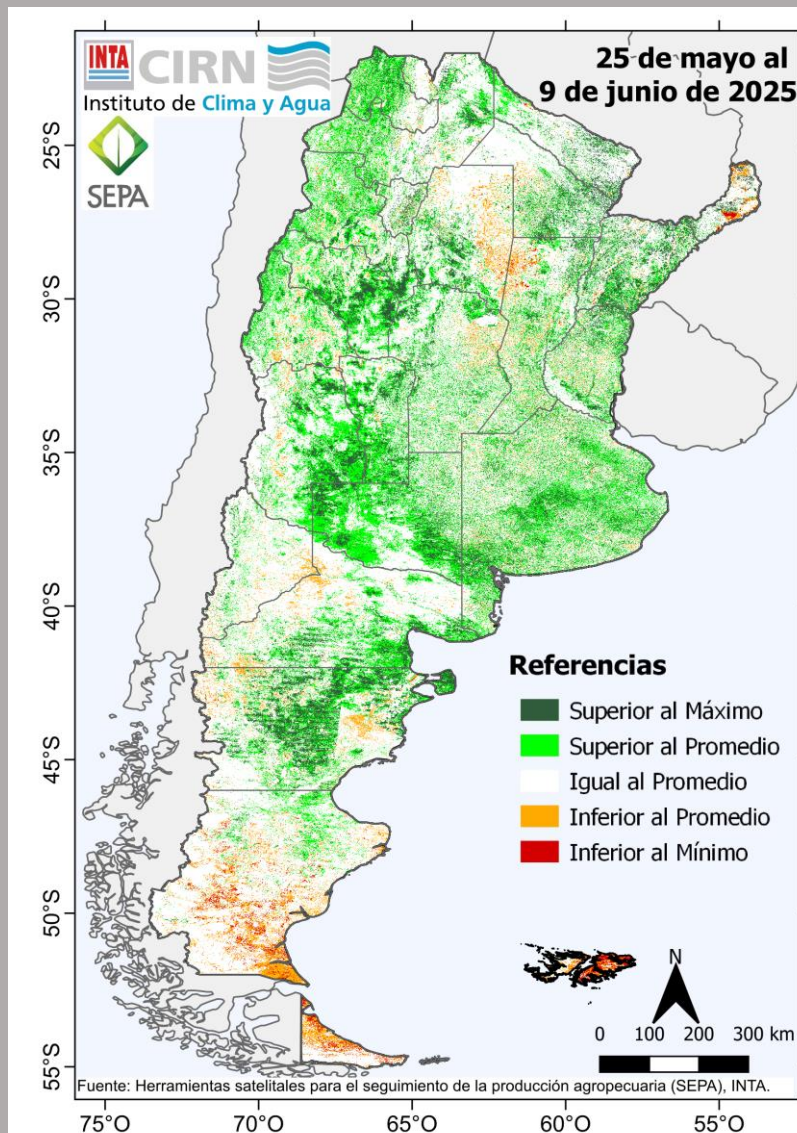 INTA
CIRN
Instituto de Clima y Agua
SEPA
25 de mayo al
9 de junio de 2025
25°S
30°S
35°S
40°S
45°S
50°S
55°S
Referencias
Superior al Máximo
Superior al Promedio
Igual al Promedio
Inferior al Promedio
Inferior al Mínimo
N
0 100 200 300 km
Fuente: Herramientas satelitales para el seguimiento de la producción agropecuaria (SEPA), INTA.
75°O 70°O 65°O 60°O 55°O